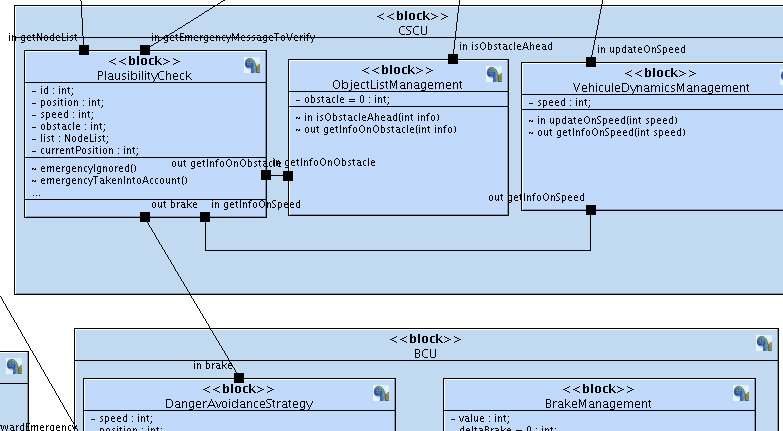 <<block>>
CSCU
in getNodeList
in getEmergencyMessageToVerify
in isObstacleAhead
in updateOnSpeed
<<block>>
PlausibilityCheck
- id : int;
- position : int;
- speed : int;
- obstacle : int;
- list : NodeList;
- currentPosition : int;
~ emergencyIgnored()
~ emergencyTakenIntoAccount()
...
<<block>>
ObjectListManagement
- obstacle = 0 : int;
~ in isObstacleAhead(int info)
~ out getInfoOnObstacle(int info)
<<block>>
VehiculeDynamicsManagement
- speed : int;
~ in updateOnSpeed(int speed)
~ out getInfoOnSpeed(int speed)
out getInfoOnObstacle
in getInfoOnObstacle
out brake
in getInfoOnSpeed
out getInfoOnSpeed
<<block>>
BCU
in brake
<<block>>
DangerAvoidanceStrategy
- speed : int;
- position : int;
<<block>>
BrakeManagement
- value : int;
- deltaBrake = 0 : int;
wardEmergency